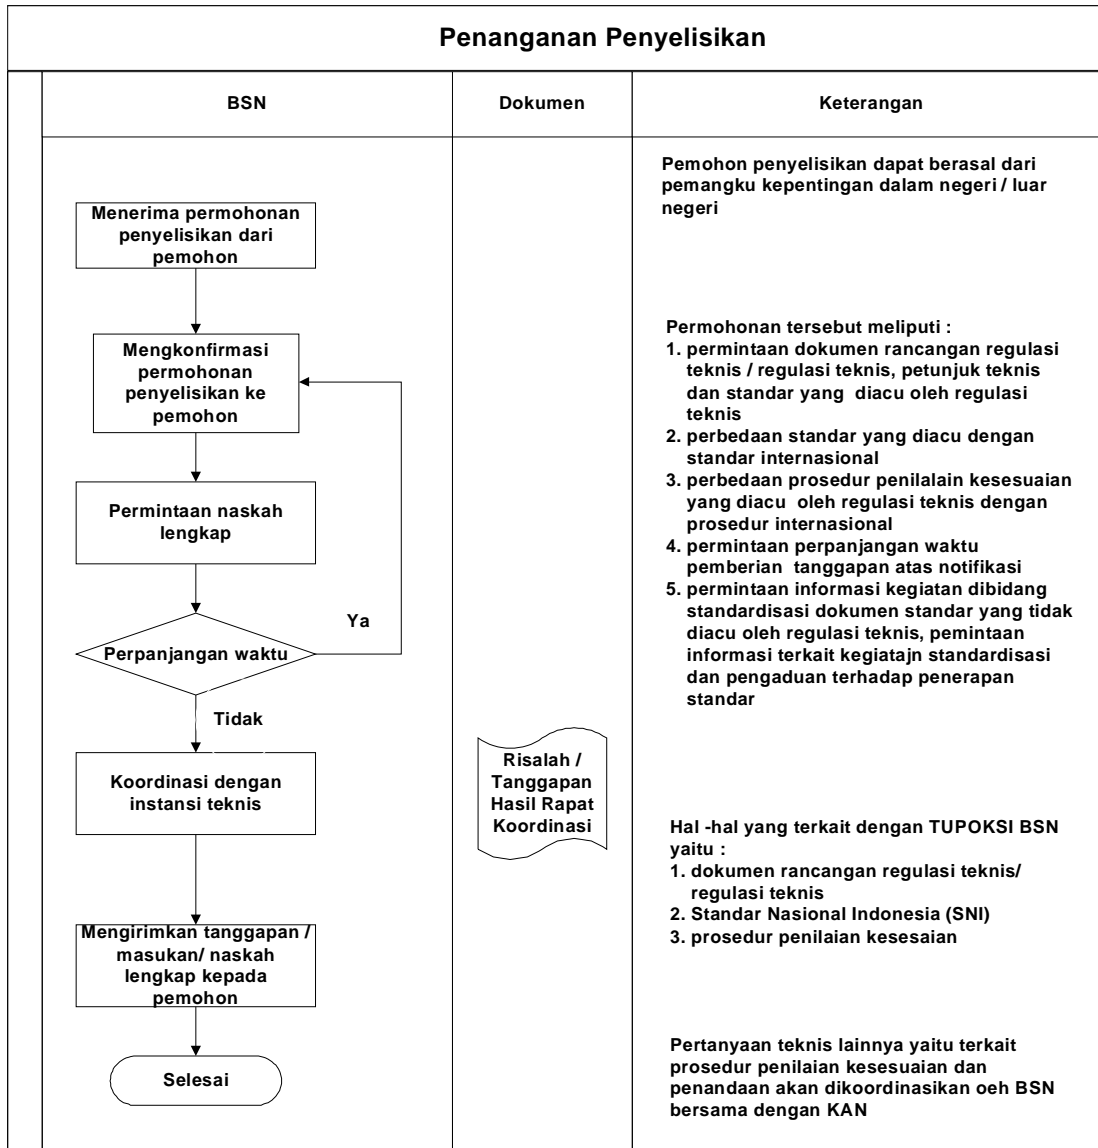 Penanganan Penyelisikan
BSN
Dokumen
Keterangan
Menerima permohonan
penyelisikan dari
pemohon
Mengkonfirmasi
permohonan
penyelisikan ke
pemohon
Permintaan naskah
lengkap
Perpanjangan waktu
Ya
Tidak
Koordinasi dengan
instansi teknis
Mengirimkan tanggapan /
masukan/ naskah
lengkap kepada
pemohon
Selesai
Risalah /
Tanggapan
Hasil Rapat
Koordinasi
Pemohon penyelisikan dapat berasal dari
pemangku kepentingan dalam negeri / luar
negeri
Permohonan tersebut meliputi :
1. permintaan dokumen rancangan regulasi
teknis / regulasi teknis, petunjuk teknis
dan standar yang diacu oleh regulasi
teknis
2. perbedaan standar yang diacu dengan
standar internasional
3. perbedaan prosedur penilalain kesesuaian
yang diacu oleh regulasi teknis dengan
prosedur internasional
4. permintaan perpanjangan waktu
pemberian tanggapan atas notifikasi
5. permintaan informasi kegiatan dibidang
standardisasi dokumen standar yang tidak
diacu oleh regulasi teknis, pemintaan
informasi terkait kegiatajn standardisasi
dan pengaduan terhadap penerapan
standar
Hal -hal yang terkait dengan TUPOKSI BSN
yaitu :
1. dokumen rancangan regulasi teknis/
regulasi teknis
2. Standar Nasional Indonesia (SNI)
3. prosedur penilaian kesesaian
Pertanyaan teknis lainnya yaitu terkait
prosedur penilaian kesesuaian dan
penandaan akan dikoordinasikan oeh BSN
bersama dengan KAN